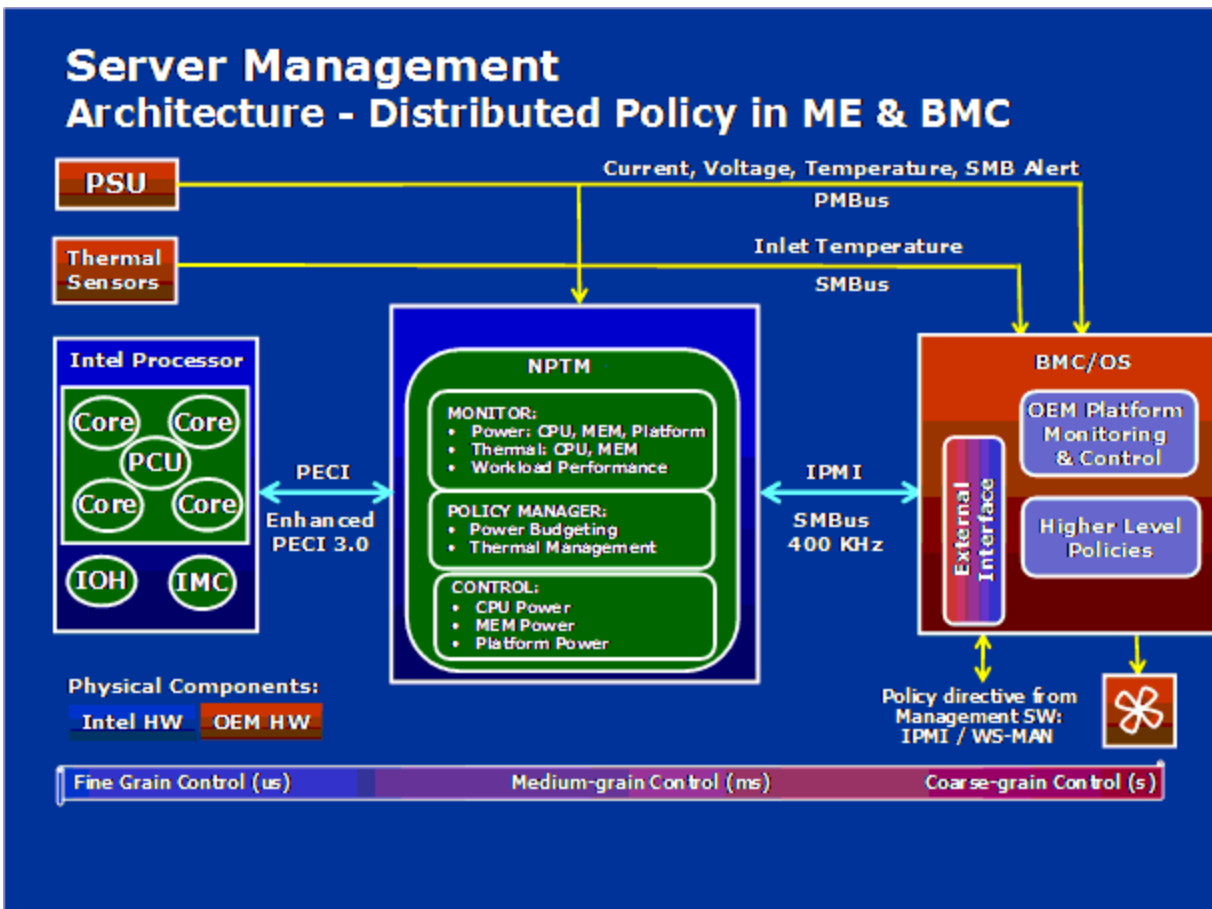 Server Management
Architecture - Distributed Policy in ME & BMC
PSU
Current, Voltage, Temperature, SMB Alert
PMBus
Thermal
Sensors
Inlet Temperature
SMBus
Intel Processor
Core
Core
PCU
Core
Core
IOH
IMC
PECI
Enhanced
PECI 3.0
NPTM
MONITOR:
• Power: CPU, MEM, Platform
• Thermal: CPU, MEM
• Workload Performance
POLICY MANAGER:
• Power Budgeting
• Thermal Management
CONTROL:
• CPU Power
• MEM Power
• Platform Power
IPMI
SMBus
400 KHz
BMC/OS
OEM Platform
Monitoring
& Control
External
Interface
Higher Level
Policies
Policy directive from
Management SW:
IPMI / WS-MAN
Physical Components:
Intel HW
OEM HW
Fine Grain Control (us)
Medium-grain Control (ms)
Coarse-grain Control (s)